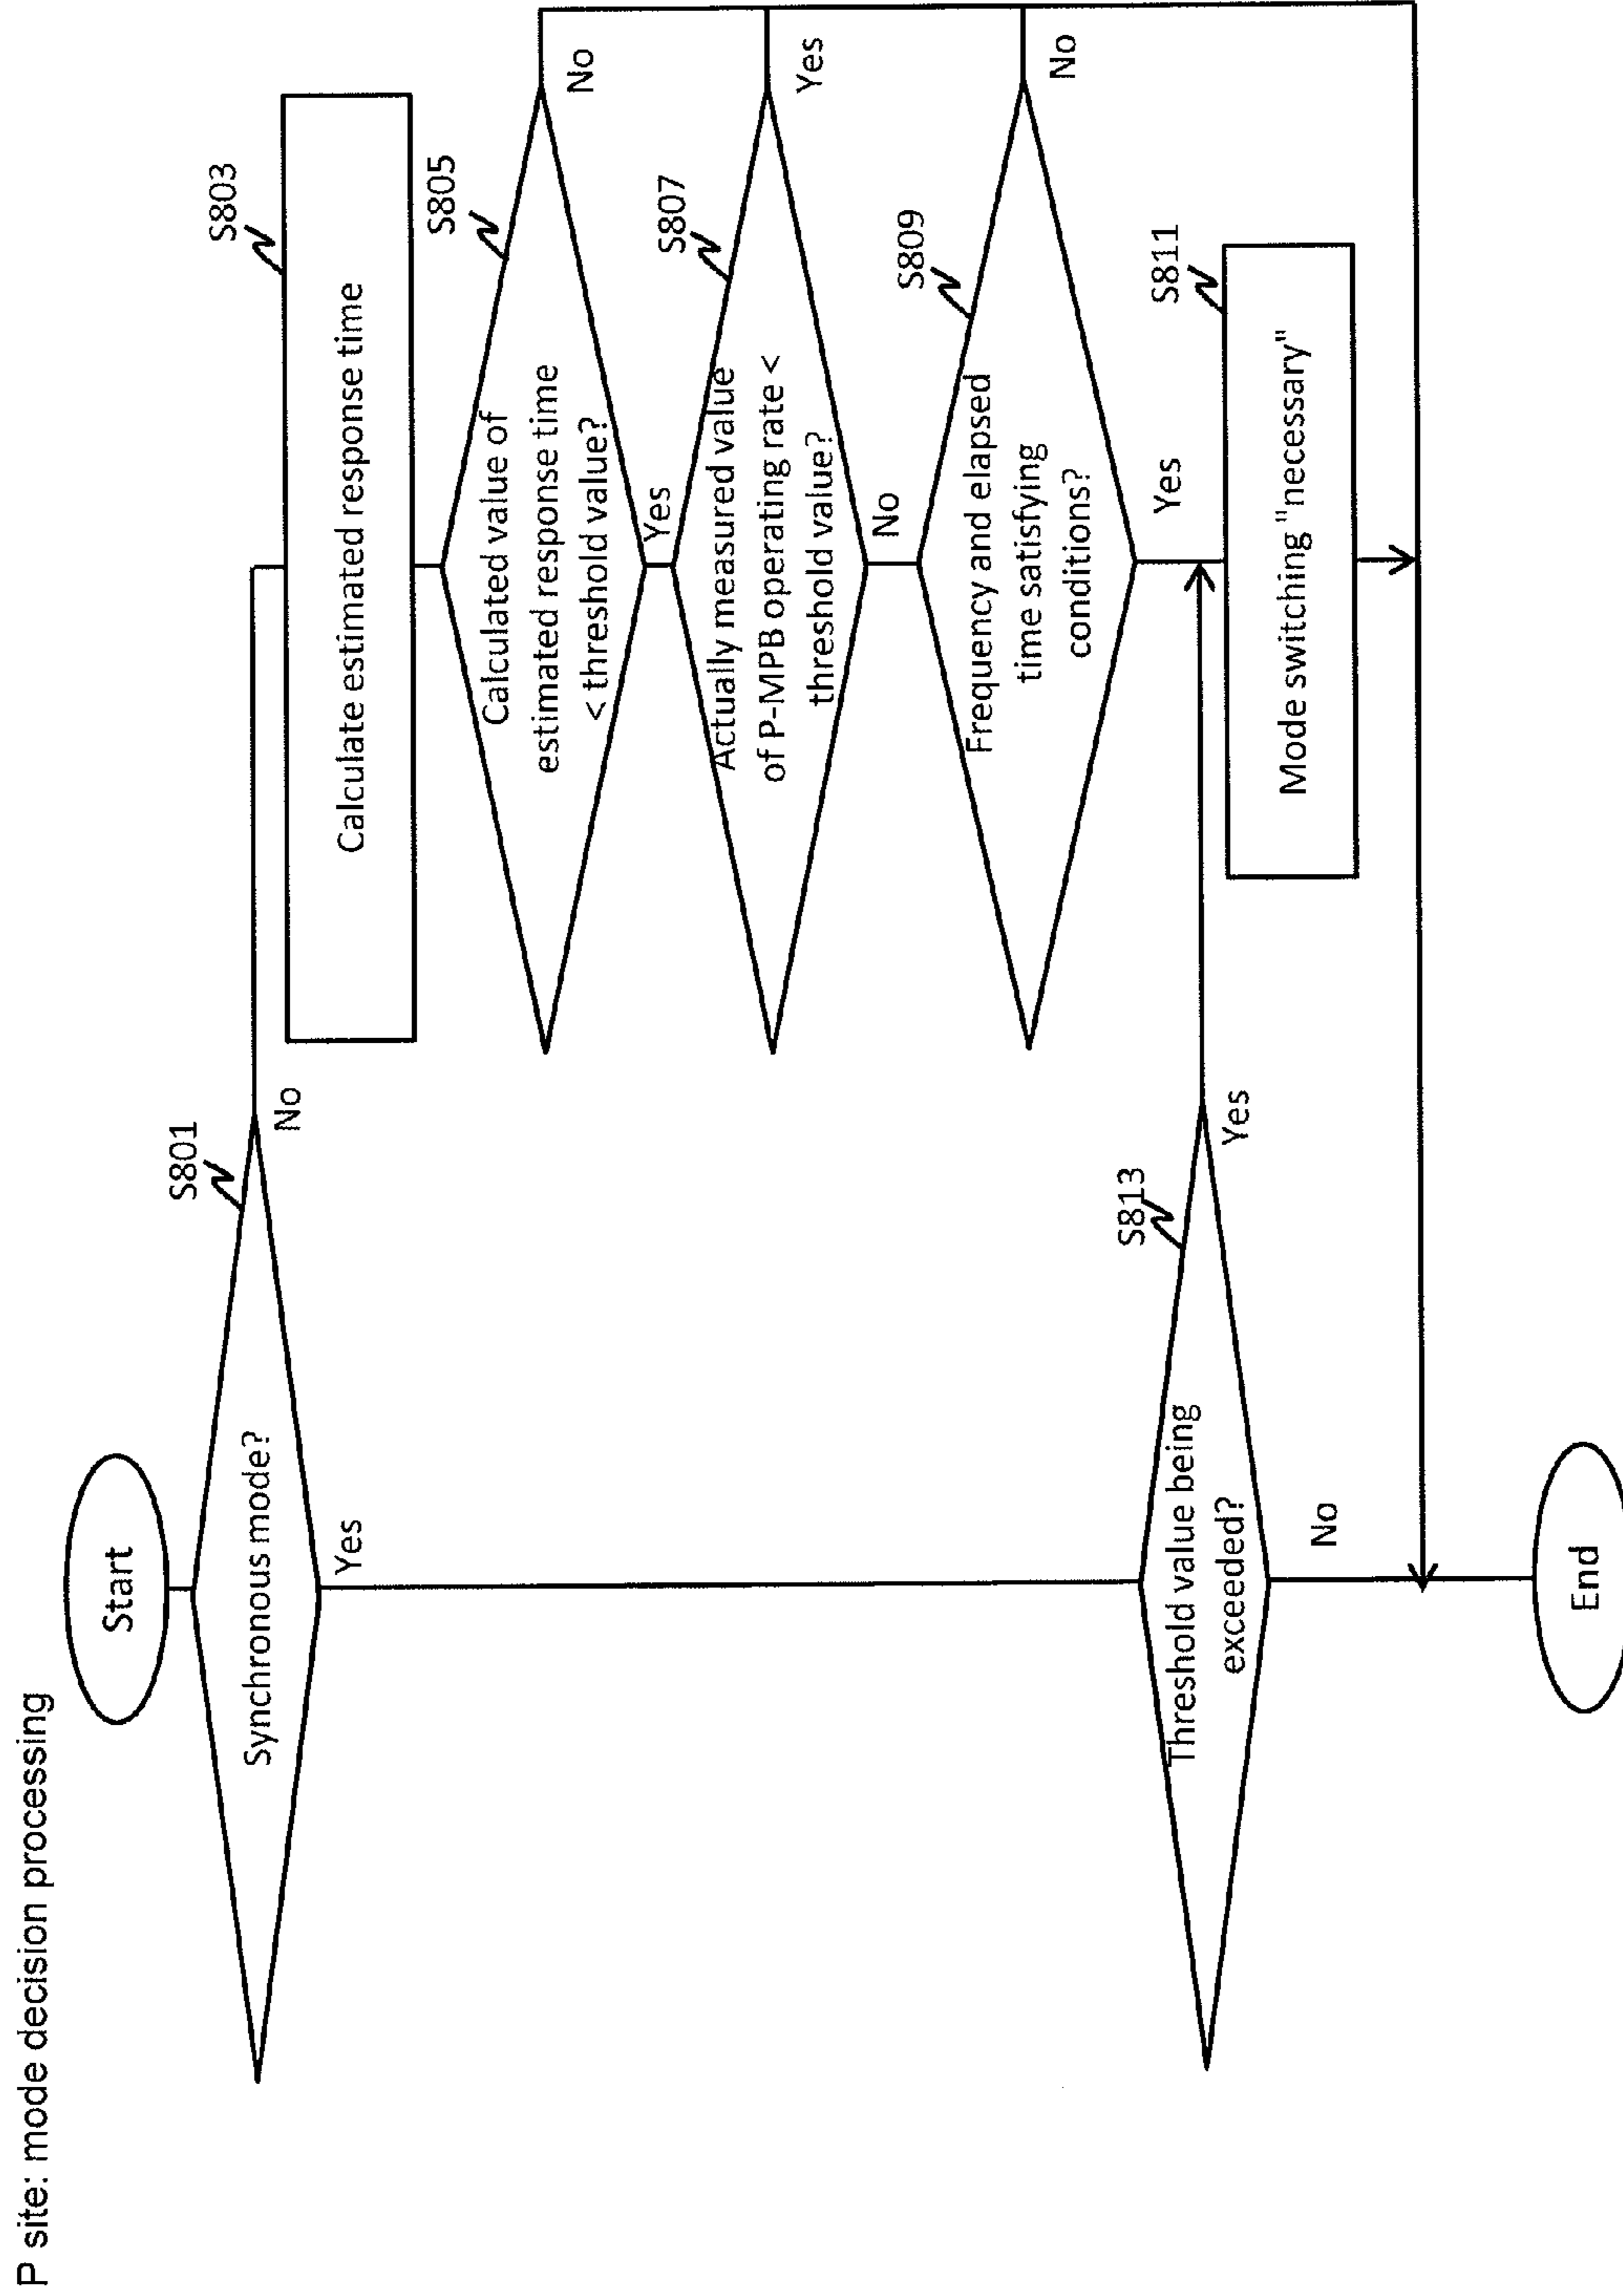 P site: mode decision processing
Start
S801
Synchronous mode?
No
Yes
S803
Calculate estimated response time
S805
Calculated value of
estimated response time
< threshold value?
No
Yes
S807
Actually measured value
of P-MPB operating rate <
threshold value?
Yes
No
S809
Frequency and elapsed
time satisfying
conditions?
No
Yes
S811
Mode switching "necessary"
S813
Threshold value being
exceeded?
Yes
No
End